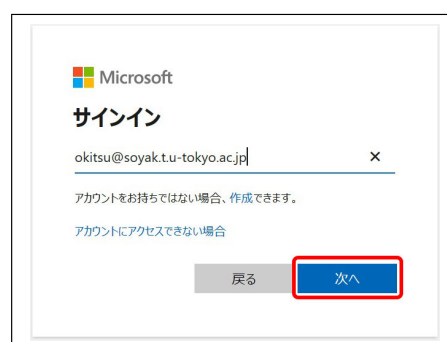 Microsoft
サインイン
okitsu@soyak.t.u-tokyo.ac.jp
アカウントをお持ちではない場合、作成できます。
アカウントにアクセスできない場合
戻る 次へ